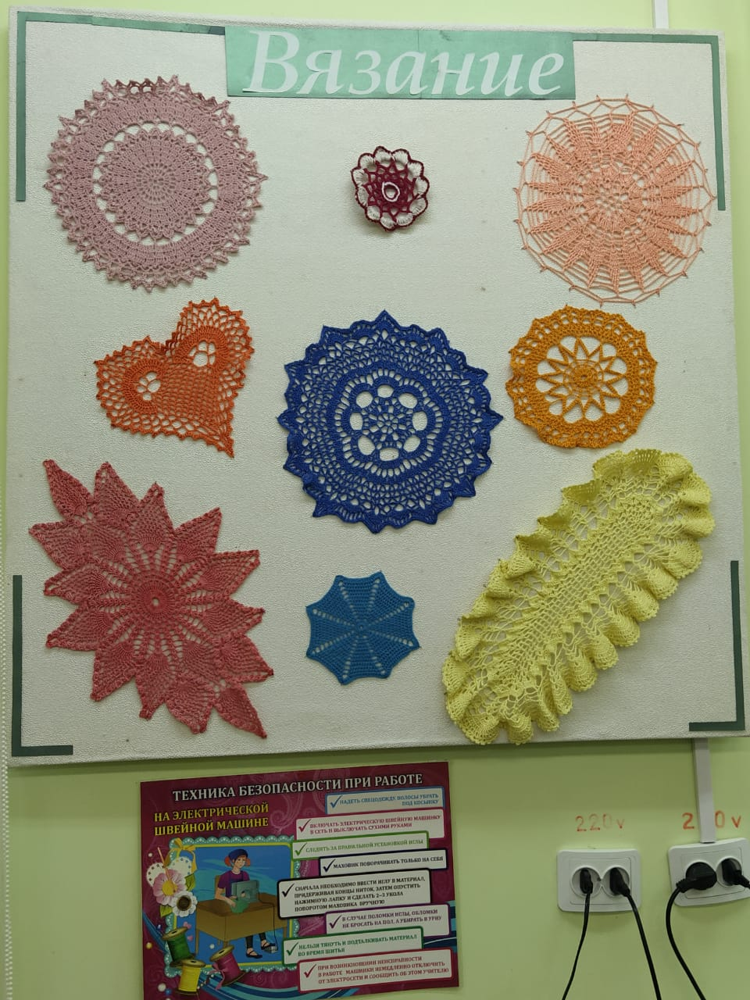 Вязание
ТЕХНИКА БЕЗОПАСНОСТИ ПРИ РАБОТЕ
НА ЭЛЕКТРИЧЕСКОЙ
ШВЕЙНОЙ МАШИНЕ
НАДЕТЬ СПЕЦОДЕЖДУ, ВОЛОСЫ УБРАТЬ
ПОД КОСЫНКУ
ВКЛЮЧАТЬ ЭЛЕКТРИЧЕСКУЮ ШВЕЙНУЮ МАШИНКУ
В СЕТЬ И ВЫКЛЮЧАТЬ СУХИМИ РУКАМИ
СЛЕДИТЬ ЗА ПРАВИЛЬНОЙ УСТАНОВКОЙ ИГЛЫ
МАХОВИК ПОВОРАЧИВАТЬ ТОЛЬКО НА СЕБЯ
СНАЧАЛА НЕОБХОДИМО ВВЕСТИ ИГЛУ В МАТЕРИАЛ,
ПРИДЕРЖИВАЯ КОНЦЫ НИТОК, ЗАТЕМ ОПУСТИТЬ
НАЖИМНУЮ ЛАПКУ И СДЕЛАТЬ 2-3 УКОЛА
ПОВОРОТОМ МАХОВИКА ВРУЧНУЮ
В СЛУЧАЕ ПОЛОМКИ ИГЛЫ, ОБЛОМКИ
НЕ БРОСАТЬ НА ПОЛ, А УБИРАТЬ В УРНУ
НЕЛЬЗЯ ТЯНУТЬ И ПОДТАЛКИВАТЬ МАТЕРИАЛ
ВО ВРЕМЯ ШИТЬЯ
ПРИ ВОЗНИКНОВЕНИИ НЕИСПРАВНОСТИ
В РАБОТЕ МАШИНКИ НЕМЕДЛЕННО ОТКЛЮЧИТЬ
ОТ ЭЛЕКТРОСЕТИ И СООБЩИТЬ ОБ ЭТОМ УЧИТЕЛЮ
220v